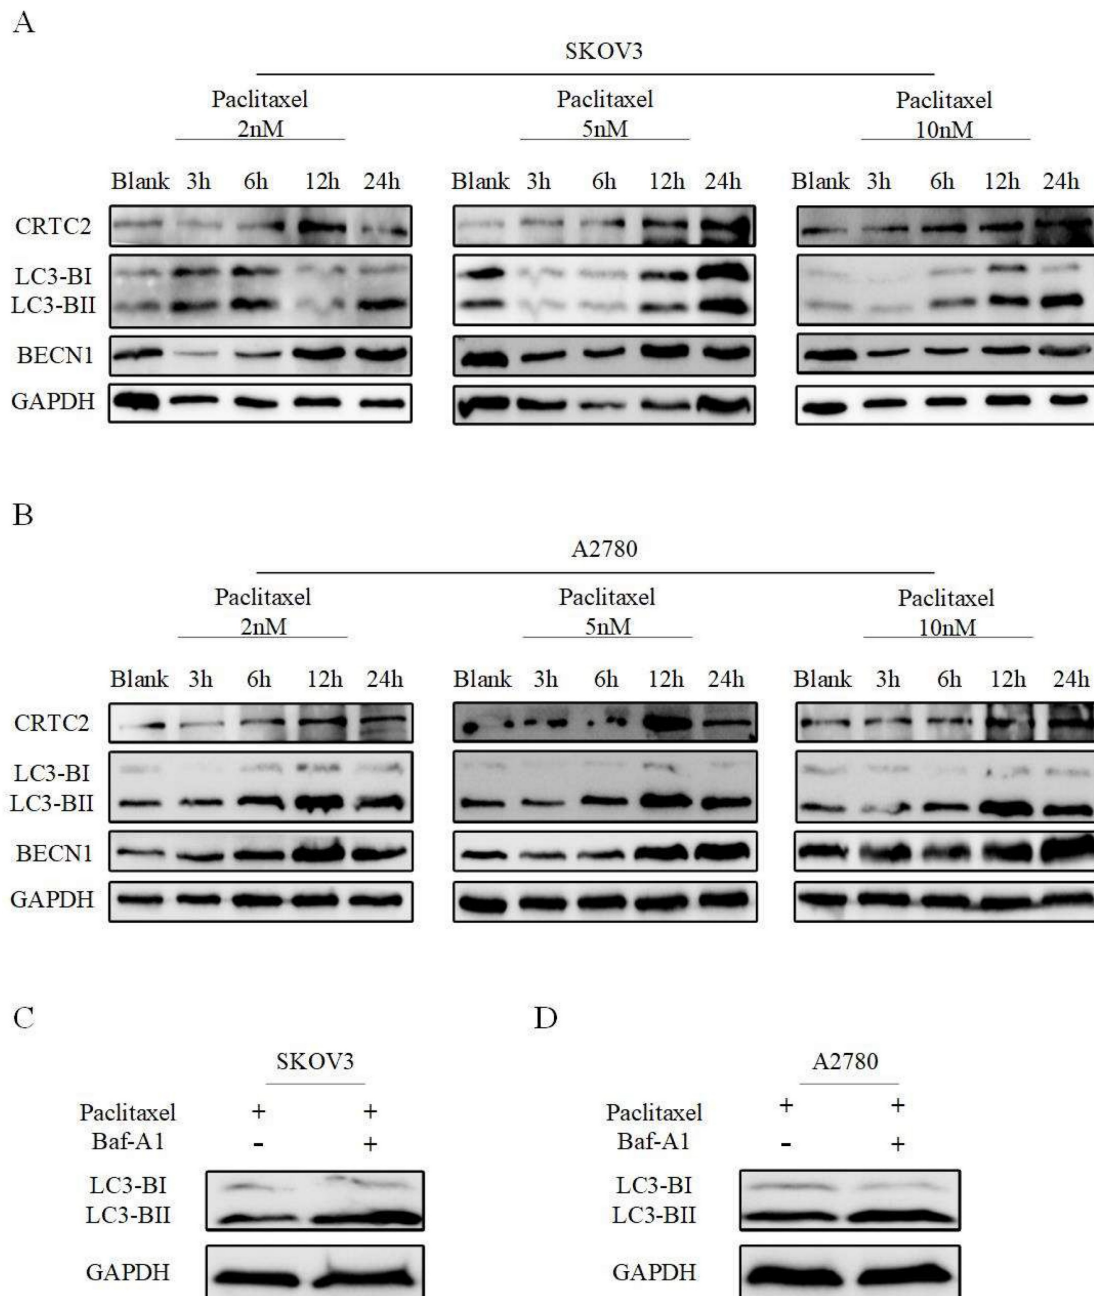 A
SKOV3
Paclitaxel Paclitaxel Paclitaxel
2nM 5nM 10nM
Blank 3h 6h 12h 24h Blank 3h 6h 12h 24h Blank 3h 6h 12h 24h
CRTC2
LC3-BI
LC3-BII
BECN1
GAPDH
B
A2780
Paclitaxel Paclitaxel Paclitaxel
2nM 5nM 10nM
Blank 3h 6h 12h 24h Blank 3h 6h 12h 24h Blank 3h 6h 12h 24h
CRTC2
LC3-BI
LC3-BII
BECN1
GAPDH
C
SKOV3
Paclitaxel + +
Baf-A1 - +
LC3-BI
LC3-BII
GAPDH
D
A2780
Paclitaxel + +
Baf-A1 - +
LC3-BI
LC3-BII
GAPDH